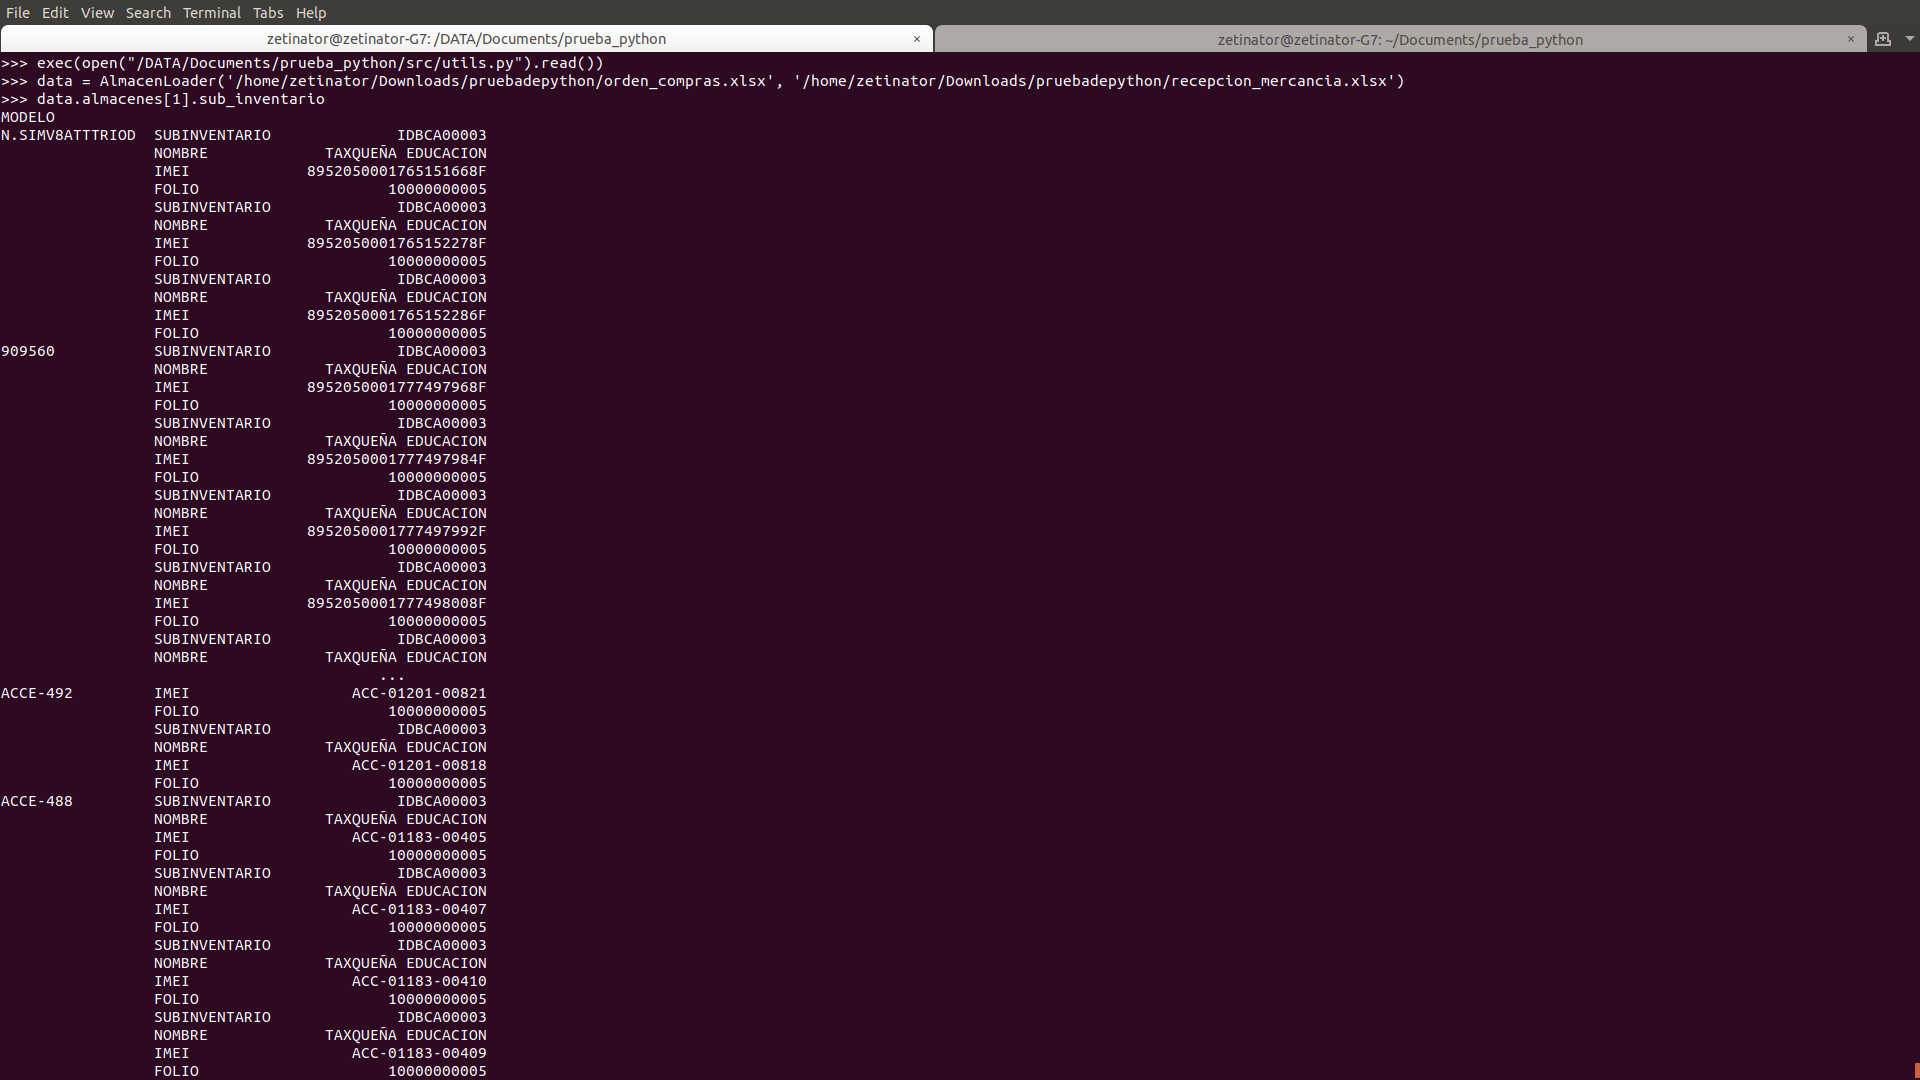 File Edit View Search Terminal Tabs Help
zetinator@zetinator-G7: /DATA/Documents/prueba_python × zetinator@zetinator-G7: ~/Documents/prueba_python ×
>>> exec(open("/DATA/Documents/prueba_python/src/utils.py").read())
>>> data = AlmacenLoader('/home/zetinator/Downloads/pruebadepython/orden_compras.xlsx', '/home/zetinator/Downloads/pruebadepython/recepcion_mercancia.xlsx')
>>> data.almacenes[1].sub_inventario
MODELO
N.SIMV8ATTTRIOD SUBINVENTARIO IDBCA00003
NOMBRE TAXQUEÑA EDUCACION
IMEI 8952050001765151668F
FOLIO 10000000005
SUBINVENTARIO IDBCA00003
NOMBRE TAXQUEÑA EDUCACION
IMEI 8952050001765152278F
FOLIO 10000000005
SUBINVENTARIO IDBCA00003
NOMBRE TAXQUEÑA EDUCACION
IMEI 8952050001765152286F
FOLIO 10000000005
909560 SUBINVENTARIO IDBCA00003
NOMBRE TAXQUEÑA EDUCACION
IMEI 8952050001777497968F
FOLIO 10000000005
SUBINVENTARIO IDBCA00003
NOMBRE TAXQUEÑA EDUCACION
IMEI 8952050001777497984F
FOLIO 10000000005
SUBINVENTARIO IDBCA00003
NOMBRE TAXQUEÑA EDUCACION
IMEI 8952050001777497992F
FOLIO 10000000005
SUBINVENTARIO IDBCA00003
NOMBRE TAXQUEÑA EDUCACION
IMEI 8952050001777498008F
FOLIO 10000000005
SUBINVENTARIO IDBCA00003
NOMBRE TAXQUEÑA EDUCACION
...
ACCE-492 IMEI ACC-01201-00821
FOLIO 10000000005
SUBINVENTARIO IDBCA00003
NOMBRE TAXQUEÑA EDUCACION
IMEI ACC-01201-00818
FOLIO 10000000005
ACCE-488 SUBINVENTARIO IDBCA00003
NOMBRE TAXQUEÑA EDUCACION
IMEI ACC-01183-00405
FOLIO 10000000005
SUBINVENTARIO IDBCA00003
NOMBRE TAXQUEÑA EDUCACION
IMEI ACC-01183-00407
FOLIO 10000000005
SUBINVENTARIO IDBCA00003
NOMBRE TAXQUEÑA EDUCACION
IMEI ACC-01183-00410
FOLIO 10000000005
SUBINVENTARIO IDBCA00003
NOMBRE TAXQUEÑA EDUCACION
IMEI ACC-01183-00409
FOLIO 10000000005